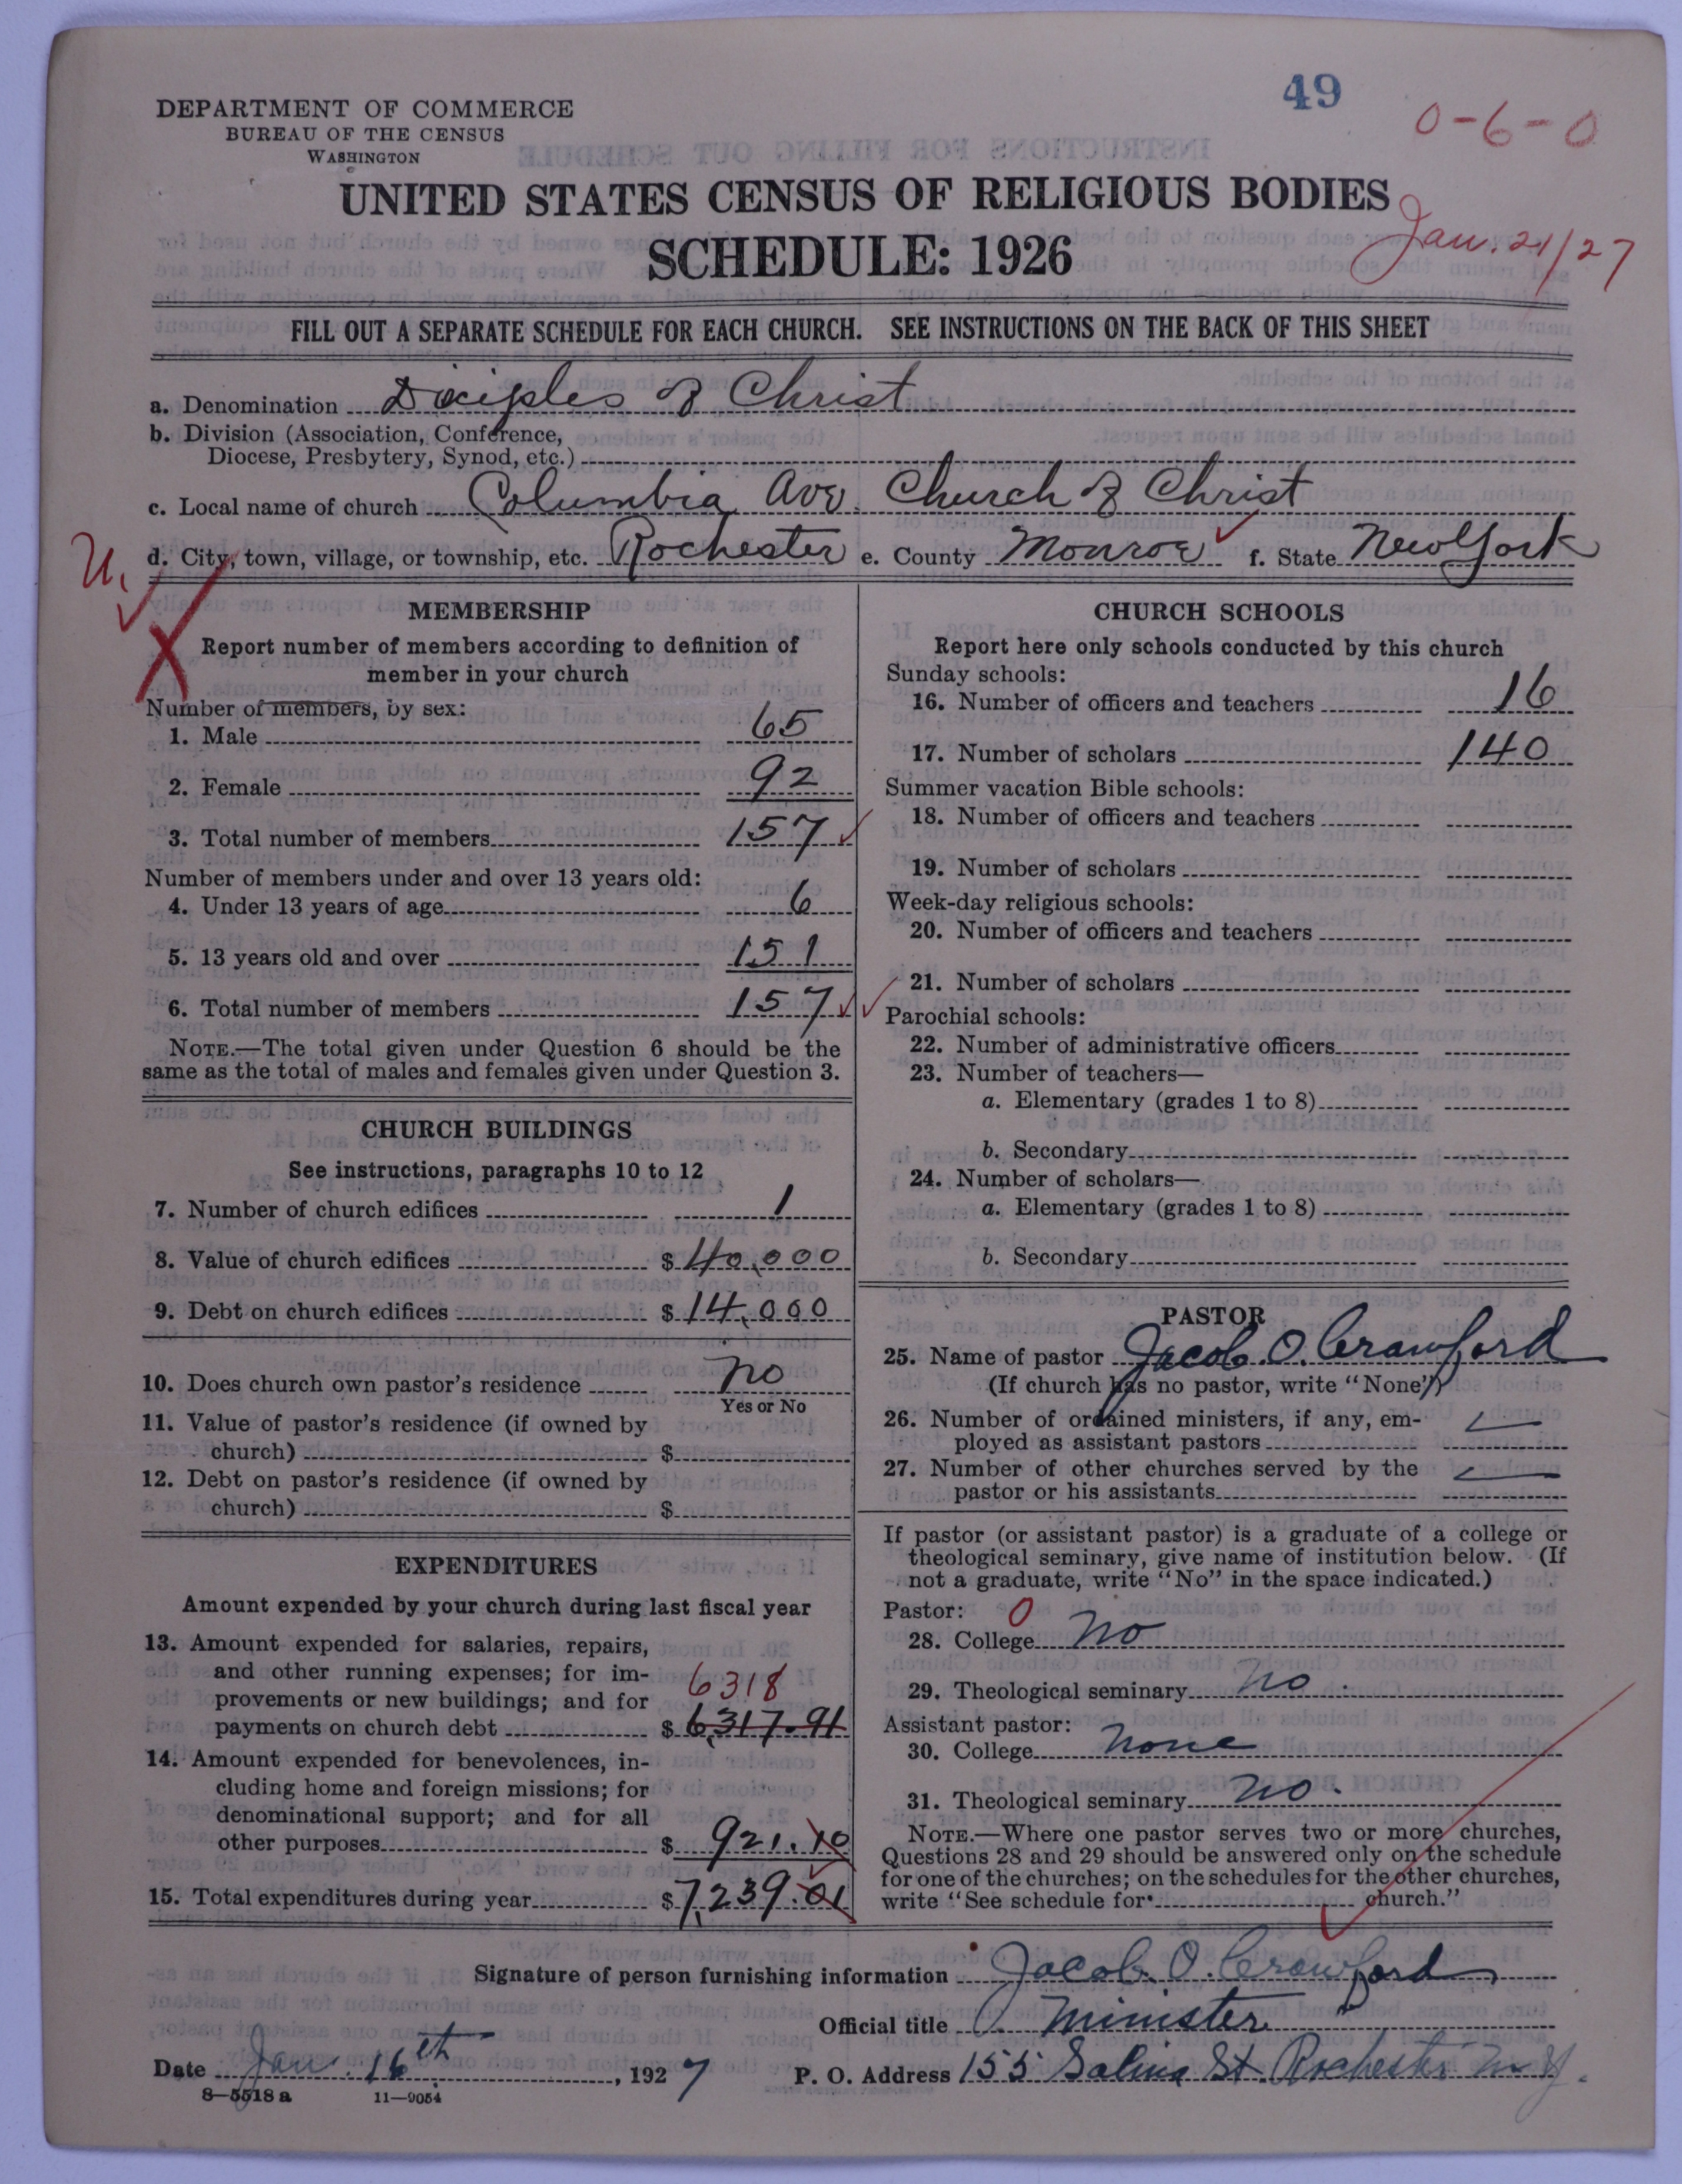 49
0-6-0
DEPARTMENT OF COMMERCE
BUREAU OF THE CENSUS
WASHINGTON
UNITED STATES CENSUS OF RELIGIOUS BODIES
SCHEDULE: 1926
Jan. 21/27
FILL OUT A SEPARATE SCHEDULE FOR EACH CHURCH. SEE INSTRUCTIONS ON THE BACK OF THIS SHEET
a. Denomination Disciples of Christ
b. Division (Association, Conference,
Diocese, Presbytery, Synod, etc.)
c. Local name of church Columbia Ave. Church of Christ
d. City, town, village, or township, etc. Rochester e. County Monroe f. State New York
U.
MEMBERSHIP
Report number of members according to definition of
member in your church
Number of members, by sex:
1. Male 65
2. Female 92
3. Total number of members 157
Number of members under and over 13 years old:
4. Under 13 years of age 6
5. 13 years old and over 151
6. Total number of members 157
NOTE.—The total given under Question 6 should be the
same as the total of males and females given under Question 3.
CHURCH BUILDINGS
See instructions, paragraphs 10 to 12
7. Number of church edifices 1
8. Value of church edifices $ 40,000
9. Debt on church edifices $ 14,000
10. Does church own pastor's residence no
Yes or No
11. Value of pastor's residence (if owned by
church) $
12. Debt on pastor's residence (if owned by
church) $
EXPENDITURES
Amount expended by your church during last fiscal year
13. Amount expended for salaries, repairs,
and other running expenses; for im-
6318
provements or new buildings; and for
payments on church debt $ 6,317.91
14. Amount expended for benevolences, in-
cluding home and foreign missions; for
denominational support; and for all
other purposes $ 921.10
15. Total expenditures during year $ 7,239.01
CHURCH SCHOOLS
Report here only schools conducted by this church
Sunday schools:
16. Number of officers and teachers 16
17. Number of scholars 140
Summer vacation Bible schools:
18. Number of officers and teachers
19. Number of scholars
Week-day religious schools:
20. Number of officers and teachers
21. Number of scholars
Parochial schools:
22. Number of administrative officers
23. Number of teachers—
a. Elementary (grades 1 to 8)
b. Secondary
24. Number of scholars—
a. Elementary (grades 1 to 8)
b. Secondary
PASTOR
25. Name of pastor Jacob O. Crawford
(If church has no pastor, write "None")
26. Number of ordained ministers, if any, em-
ployed as assistant pastors
27. Number of other churches served by the
pastor or his assistants
If pastor (or assistant pastor) is a graduate of a college or
theological seminary, give name of institution below. (If
not a graduate, write "No" in the space indicated.)
Pastor: 0
28. College no
29. Theological seminary no
Assistant pastor:
30. College none
31. Theological seminary no.
NOTE.—Where one pastor serves two or more churches,
Questions 28 and 29 should be answered only on the schedule
for one of the churches; on the schedules for the other churches,
write "See schedule for church."
Signature of person furnishing information Jacob O. Crawford
Official title minister
Date Jan. 16th, 1927 P. O. Address 155 Salina St. Rochester N.Y.
8-5518 a 11—9054